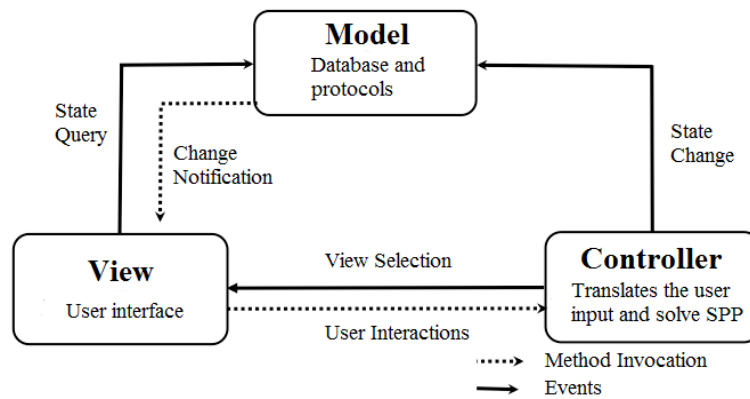 Model
Database and
protocols
State
Query
Change
Notification
State
Change
View
User interface
View Selection
User Interactions
Controller
Translates the user
input and solve SPP
Method Invocation
Events